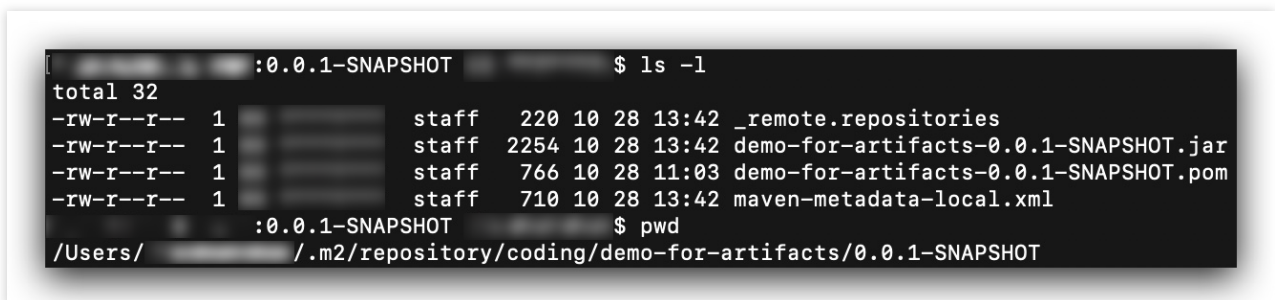 [ :0.0.1-SNAPSHOT $ ls -l
total 32
-rw-r--r-- 1 staff 220 10 28 13:42 _remote.repositories
-rw-r--r-- 1 staff 2254 10 28 13:42 demo-for-artifacts-0.0.1-SNAPSHOT.jar
-rw-r--r-- 1 staff 766 10 28 11:03 demo-for-artifacts-0.0.1-SNAPSHOT.pom
-rw-r--r-- 1 staff 710 10 28 13:42 maven-metadata-local.xml
:0.0.1-SNAPSHOT $ pwd
/Users/ /.m2/repository/coding/demo-for-artifacts/0.0.1-SNAPSHOT